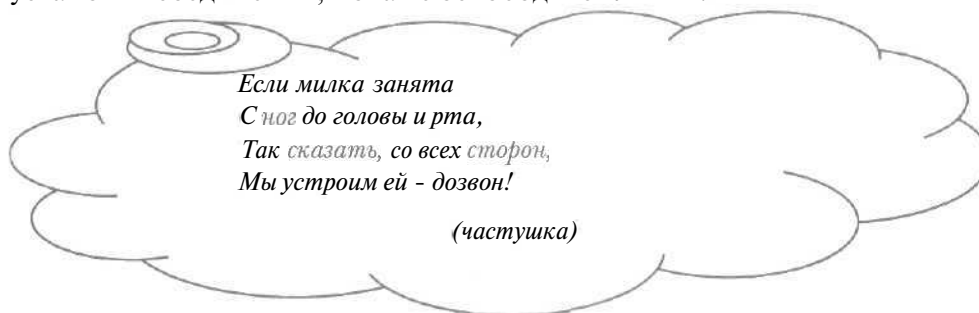 Если милка занята
С ног до головы и рта,
Так сказать, со всех сторон,
Мы устроим ей - дозвон!
(частушка)